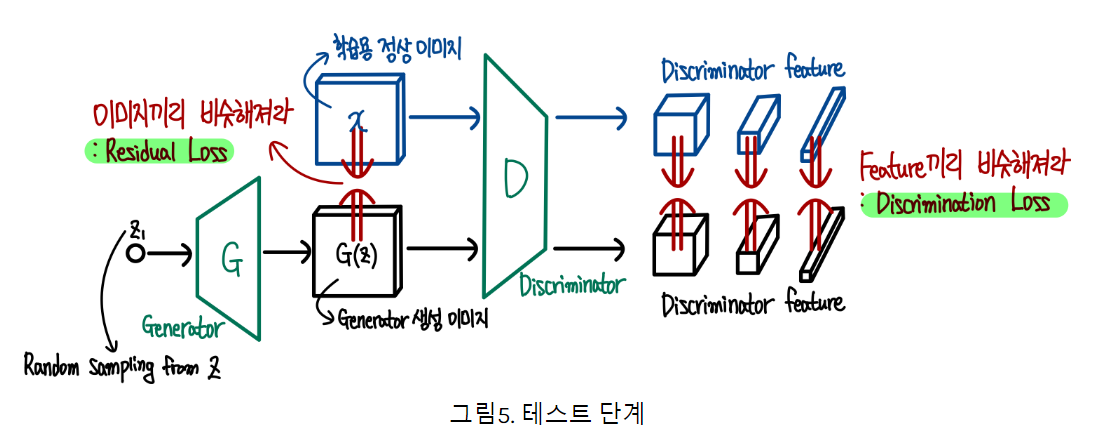 학습용 정상 이미지
이미지끼리 비슷해져라
: Residual Loss
x
Discriminator feature
D
Feature끼리 비슷해져라
: Discrimination Loss
z₁
G
G(z)
Discriminator
Generator
Generator 생성 이미지
Discriminator feature
Random sampling from Z
그림5. 테스트 단계